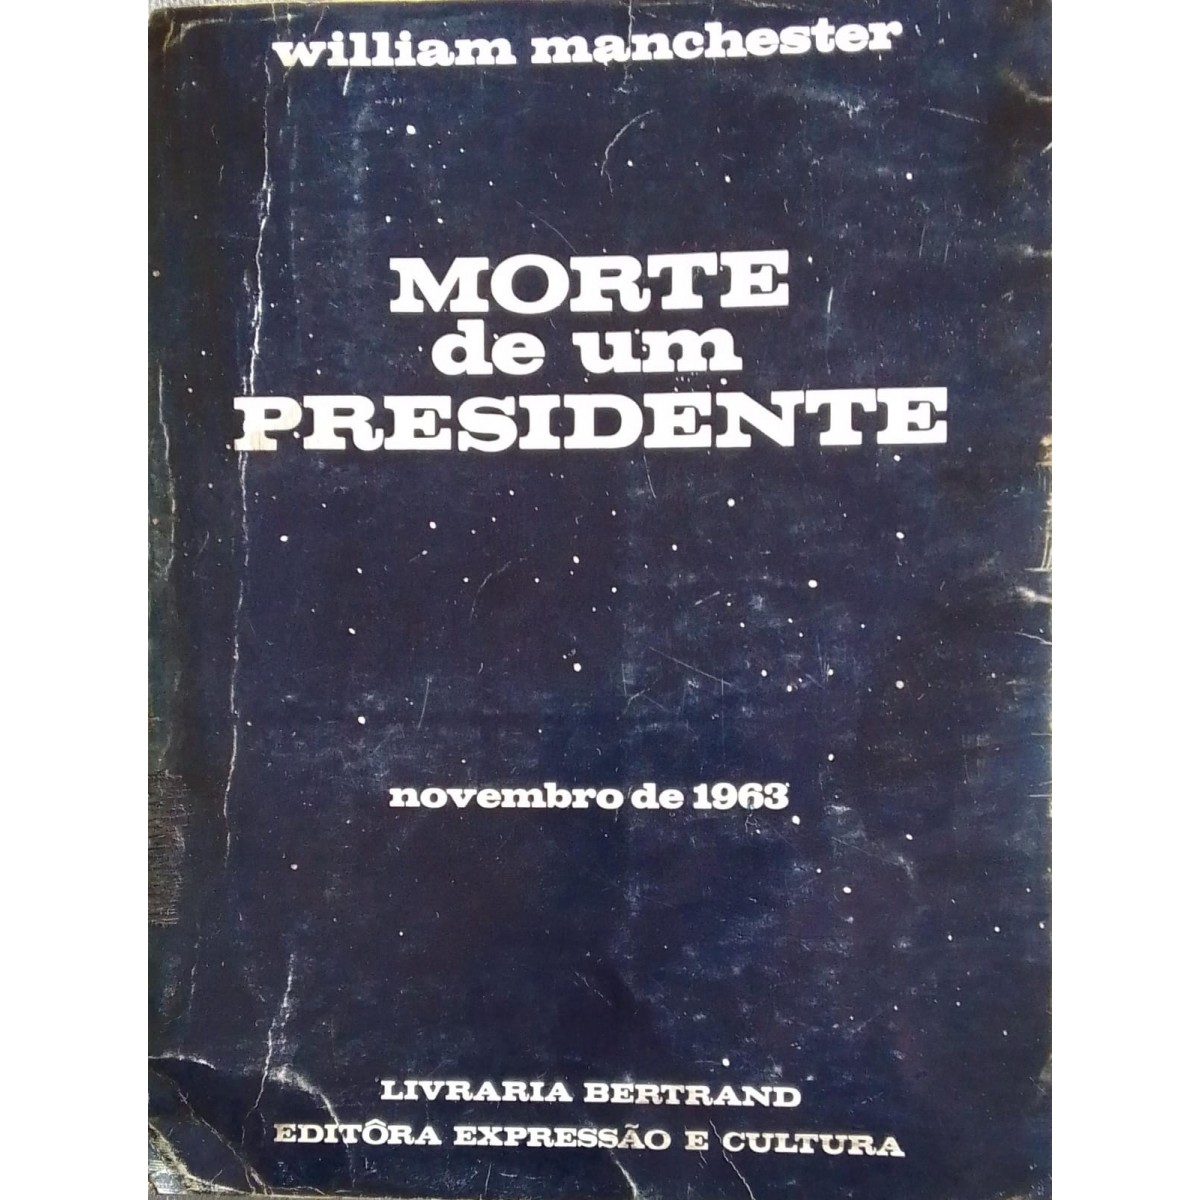 william manchester
MORTE
de um
PRESIDENTE
novembro de 1963
LIVRARIA BERTRAND
EDITÔRA EXPRESSÃO E CULTURA